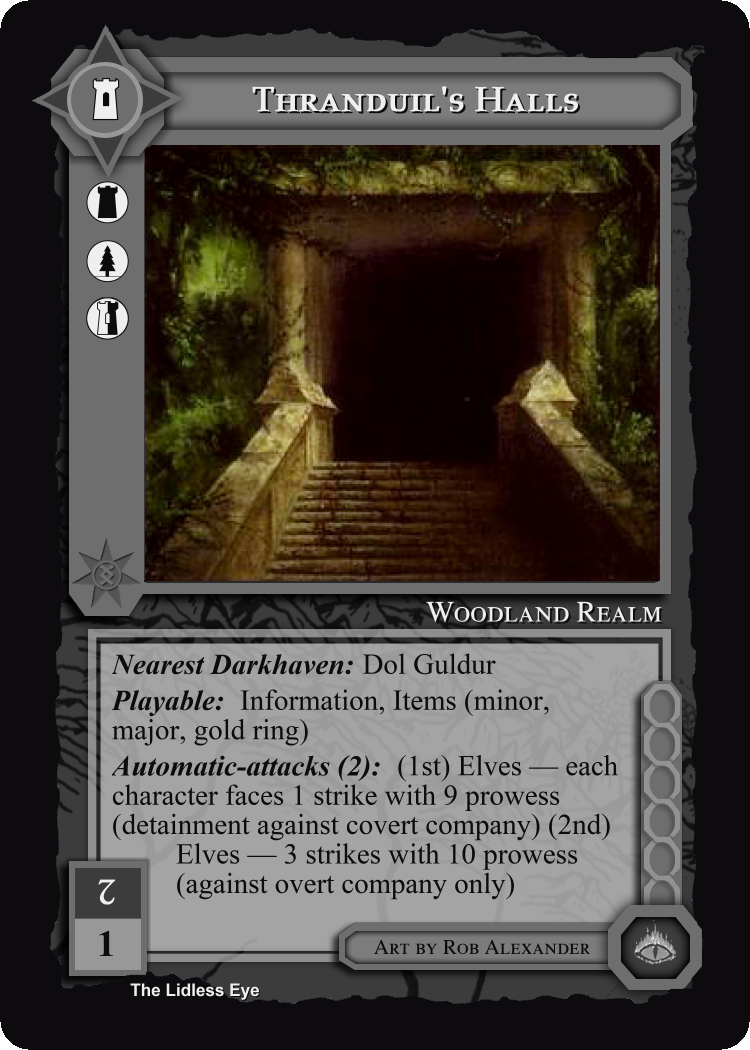 Thranduil's Halls
Woodland Realm
Nearest Darkhaven: Dol Guldur
Playable: Information, Items (minor,
major, gold ring)
Automatic-attacks (2): (1st) Elves — each
character faces 1 strike with 9 prowess
(detainment against covert company) (2nd)
Elves — 3 strikes with 10 prowess
(against overt company only)
2
1
Art by Rob Alexander
The Lidless Eye